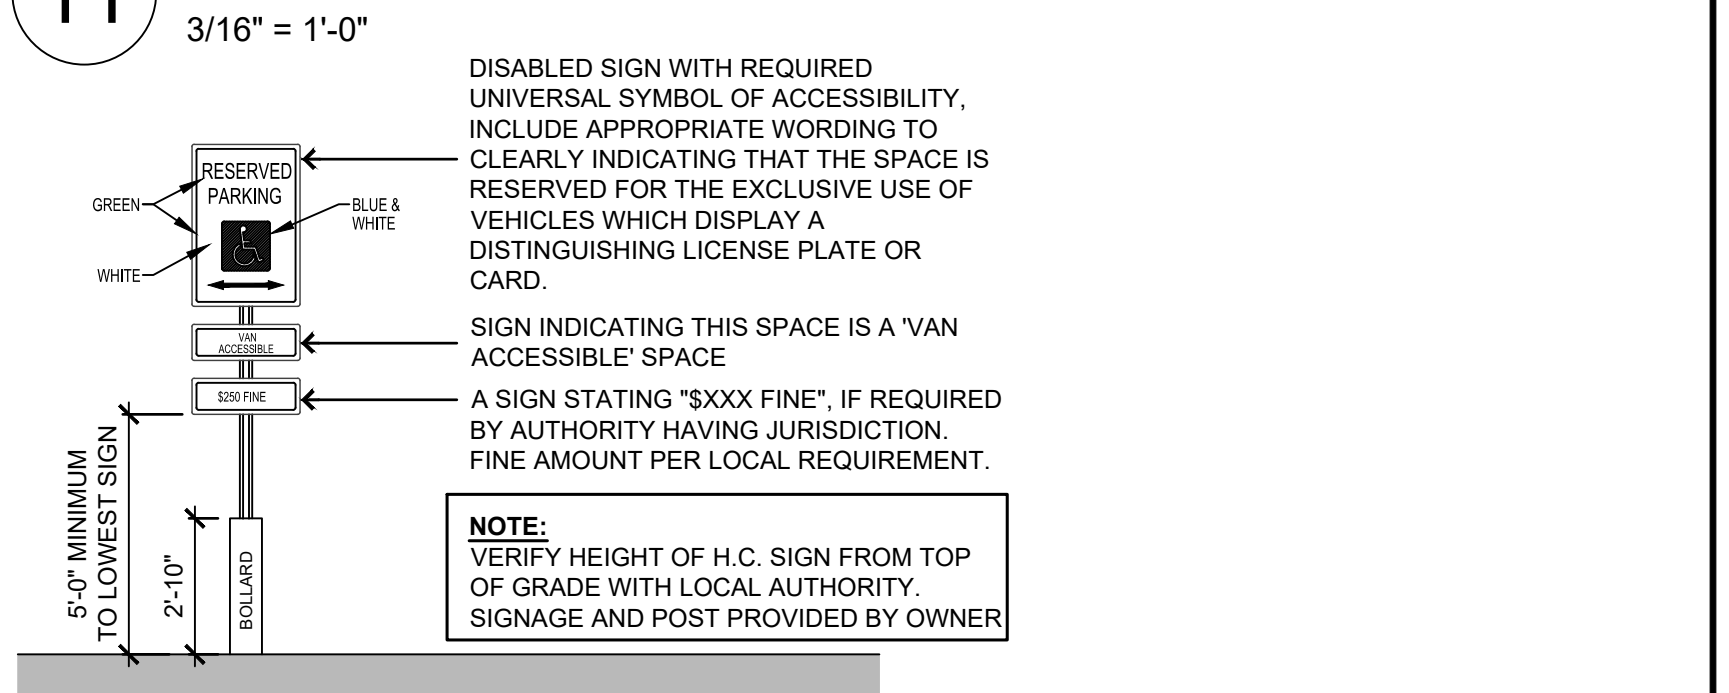 3/16" = 1'-0"
DISABLED SIGN WITH REQUIRED
UNIVERSAL SYMBOL OF ACCESSIBILITY,
INCLUDE APPROPRIATE WORDING TO
CLEARLY INDICATING THAT THE SPACE IS
RESERVED FOR THE EXCLUSIVE USE OF
VEHICLES WHICH DISPLAY A
DISTINGUISHING LICENSE PLATE OR
CARD.
RESERVED
PARKING
GREEN
BLUE &
WHITE
WHITE
VAN
ACCESSIBLE
SIGN INDICATING THIS SPACE IS A 'VAN
ACCESSIBLE' SPACE
$250 FINE
A SIGN STATING "$XXX FINE", IF REQUIRED
BY AUTHORITY HAVING JURISDICTION.
FINE AMOUNT PER LOCAL REQUIREMENT.
5'-0" MINIMUM
TO LOWEST SIGN
2'-10"
BOLLARD
NOTE:
VERIFY HEIGHT OF H.C. SIGN FROM TOP
OF GRADE WITH LOCAL AUTHORITY.
SIGNAGE AND POST PROVIDED BY OWNER